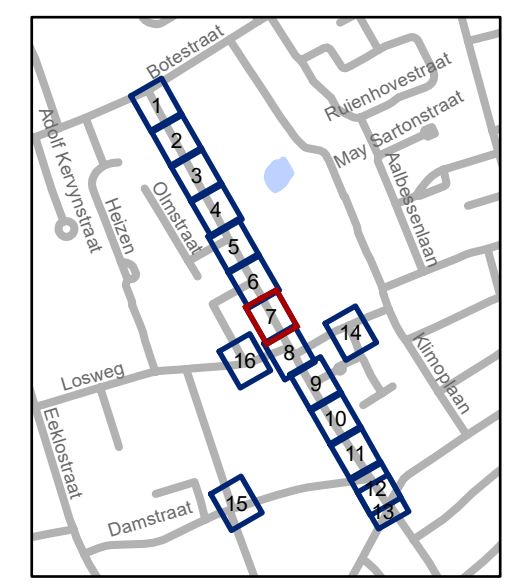 Botestraat
Ruienhovestraat
May Sartonstraat
Adolf Kervynstraat
Aalbessenlaan
Heizen
Olmstraat
1
2
3
4
5
6
7
8
9
10
11
12
13
14
15
16
Klimoplaan
Losweg
Eeklostraat
Damstraat